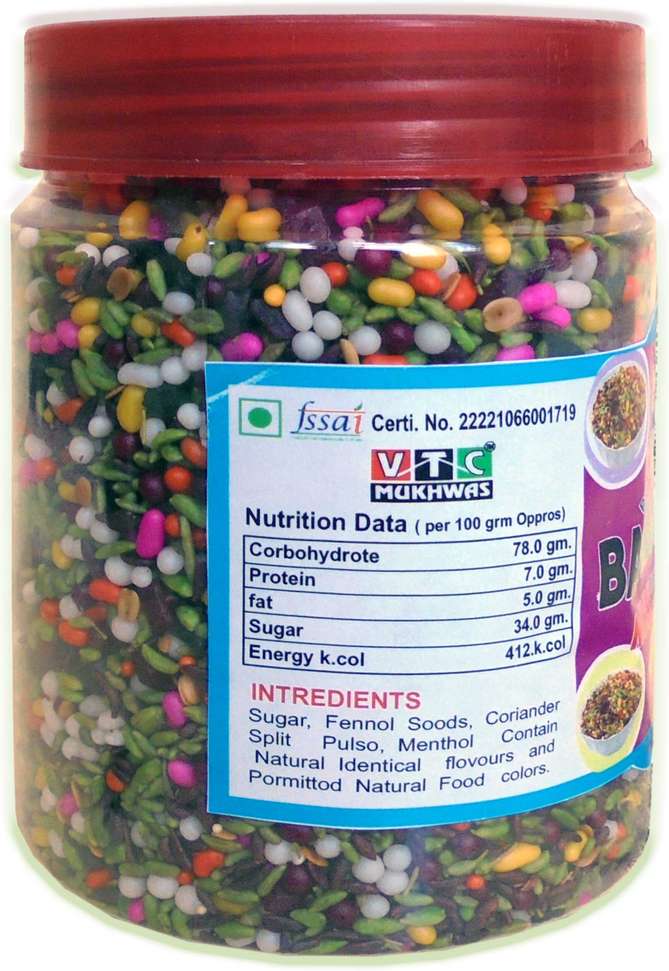 fssai Certi. No. 22221066001719
VTC
MUKHWAS
Nutrition Data ( per 100 grm Oppros)
Corbohydrote 78.0 gm.
Protein 7.0 gm.
fat 5.0 gm.
Sugar 34.0 gm.
Energy k.col 412.k.col
INTREDIENTS
Sugar, Fennol Soods, Coriander
Split Pulso, Menthol Contain
Natural Identical flovours and
Pormittod Natural Food colors.